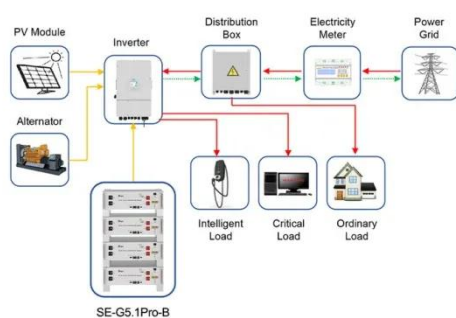 PV Module
Inverter
Distribution
Box
Electricity
Meter
Power
Grid
Alternator
Intelligent
Load
Critical
Load
Ordinary
Load
SE-G5.1Pro-B